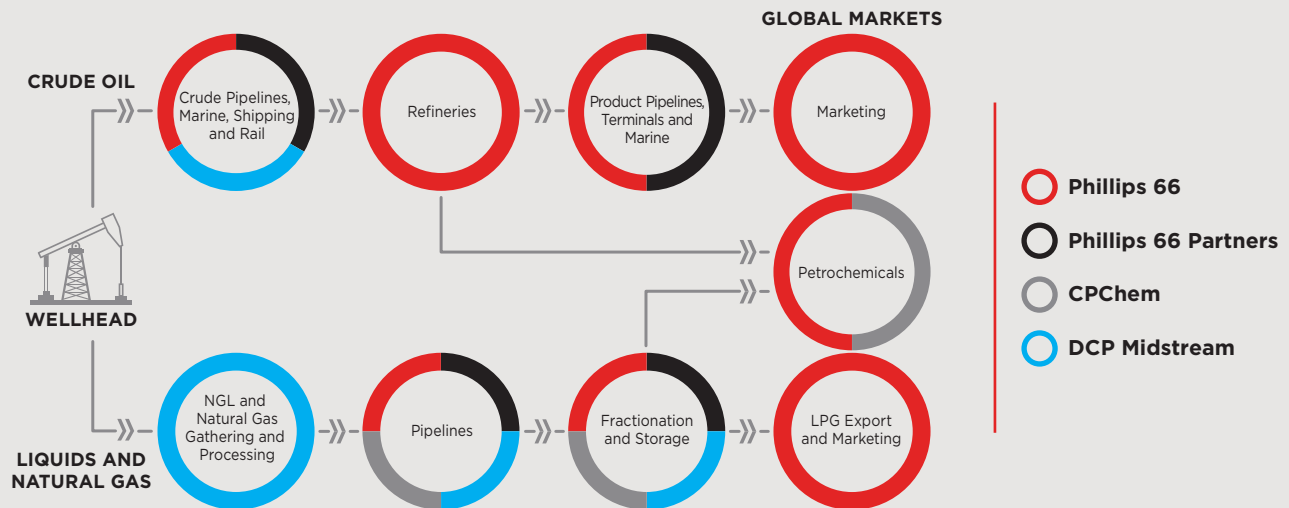 GLOBAL MARKETS
CRUDE OIL
Crude Pipelines,
Marine, Shipping
and Rail
Refineries
Product Pipelines,
Terminals and
Marine
Marketing
Petrochemicals
WELLHEAD
LIQUIDS AND
NATURAL GAS
NGL and
Natural Gas
Gathering and
Processing
Pipelines
Fractionation
and Storage
LPG Export
and Marketing
Phillips 66
Phillips 66 Partners
CPChem
DCP Midstream